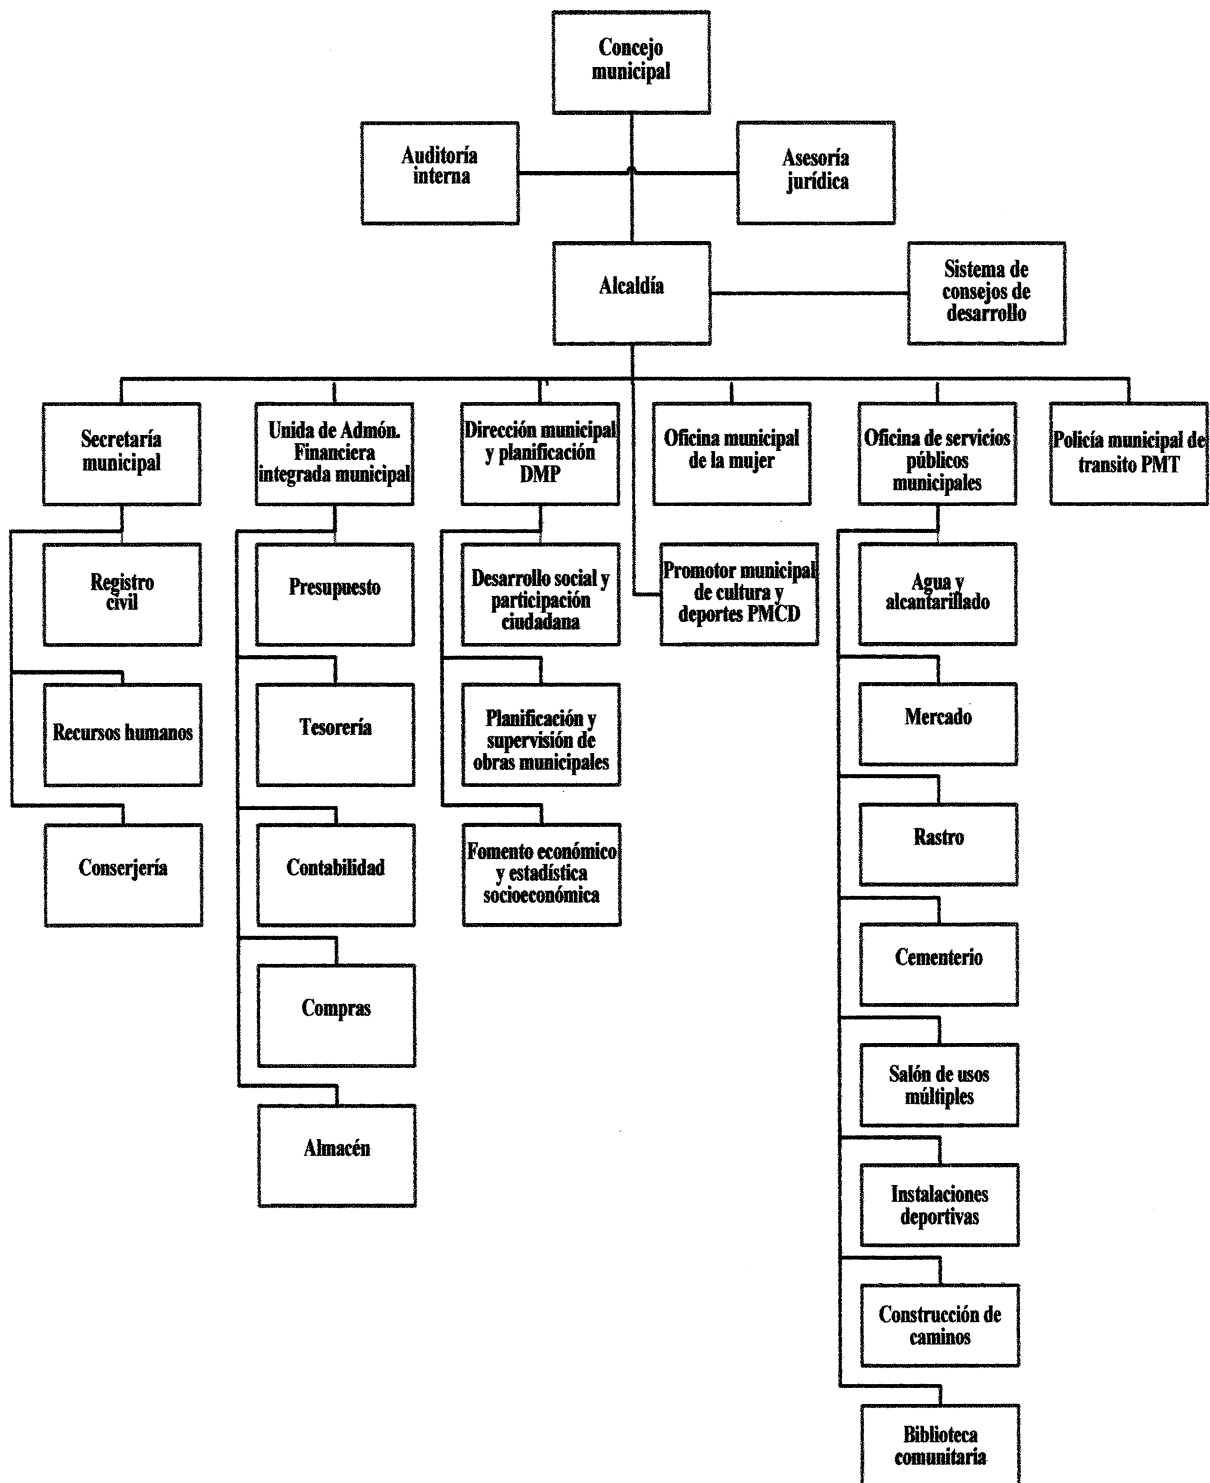 Concejo
municipal
Auditoría
interna
Asesoría
jurídica
Alcaldía
Sistema de
consejos de
desarrollo
Secretaría
municipal
Unida de Admón.
Financiera
integrada municipal
Dirección municipal
y planificación
DMP
Oficina municipal
de la mujer
Oficina de servicios
públicos
municipales
Policía municipal de
transito PMT
Registro
civil
Presupuesto
Desarrollo social y
participación
ciudadana
Promotor municipal
de cultura y
deportes PMCD
Agua y
alcantarillado
Recursos humanos
Tesorería
Planificación y
supervisión de
obras municipales
Mercado
Conserjería
Contabilidad
Fomento económico
y estadística
socioeconómica
Rastro
Compras
Cementerio
Almacén
Salón de usos
múltiples
Instalaciones
deportivas
Construcción de
caminos
Biblioteca
comunitaria